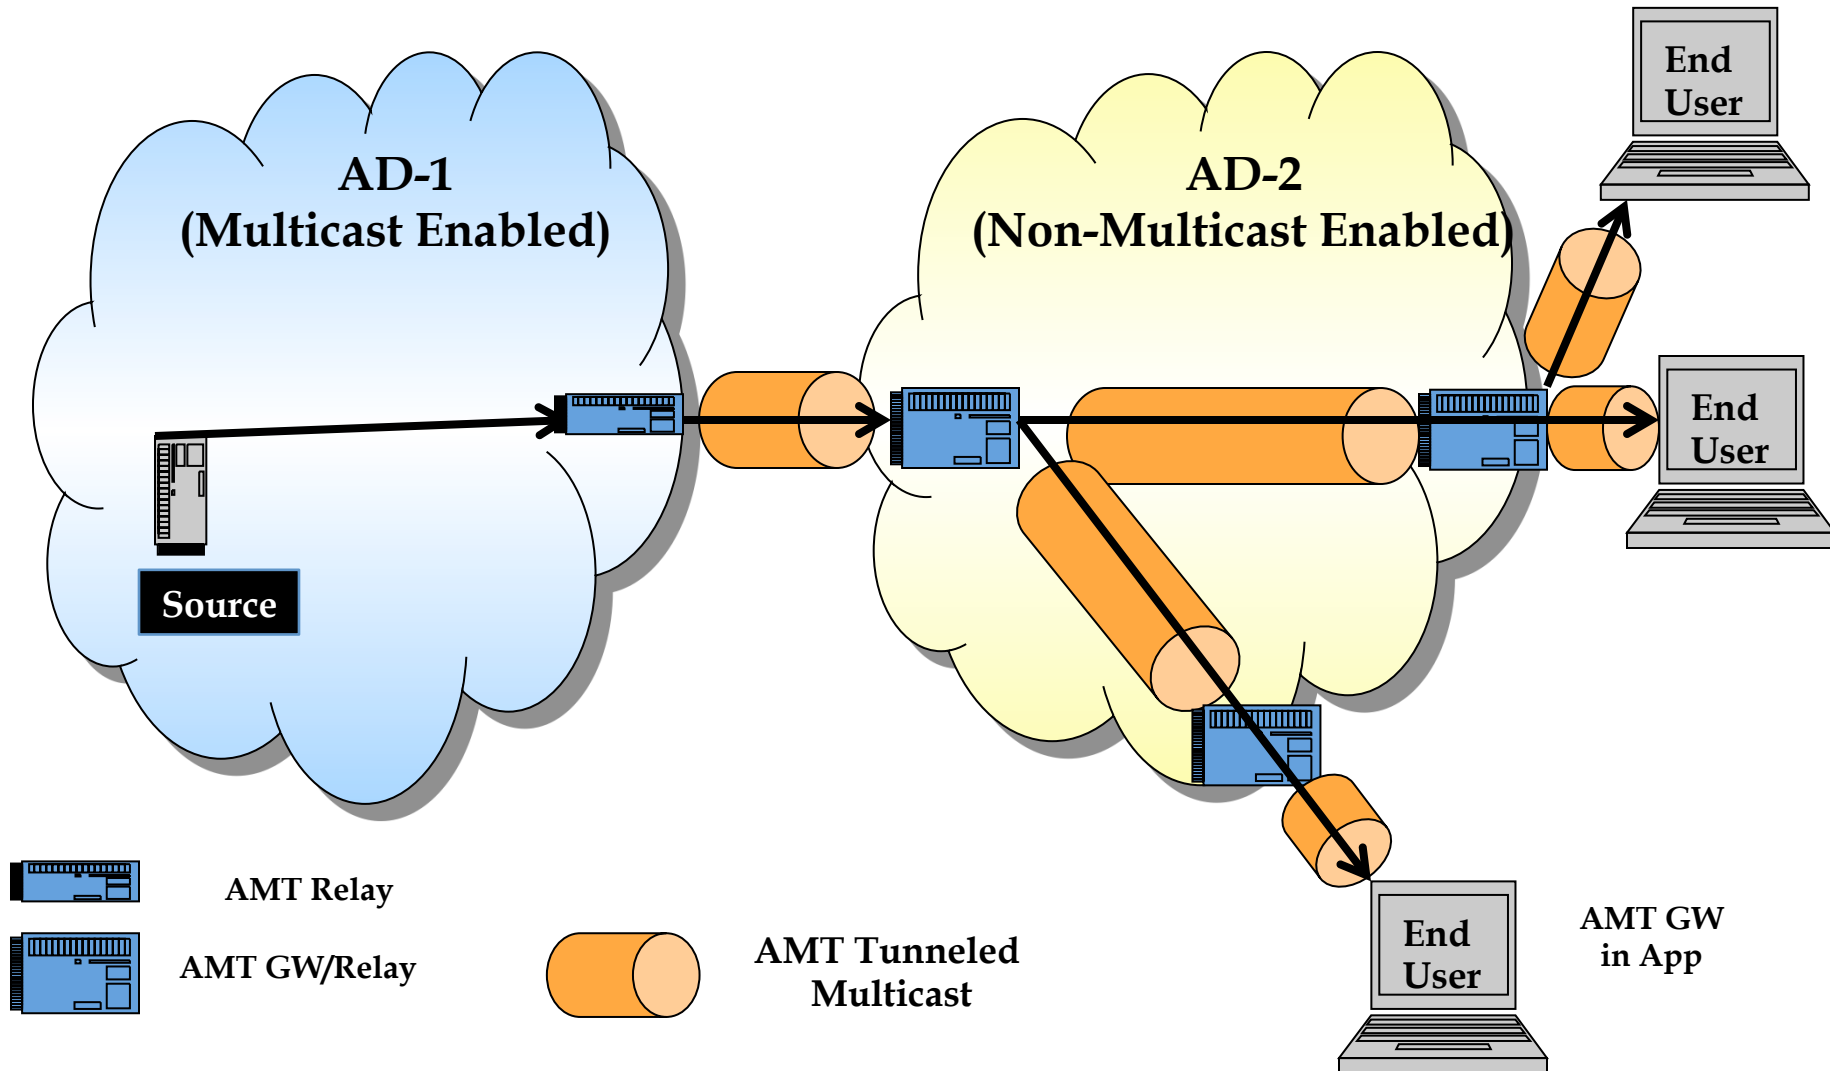 AD-1
(Multicast Enabled)
AD-2
(Non-Multicast Enabled)
End
User
End
User
Source
AMT Relay
AMT GW/Relay
AMT Tunneled
Multicast
End
User
AMT GW
in App